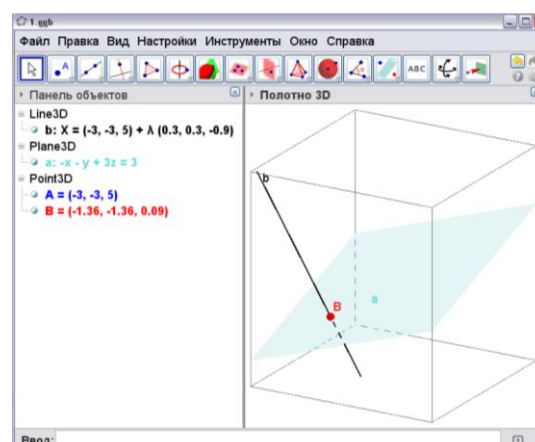 1.ggb
Файл Правка Вид Настройки Инструменты Окно Справка
A
ABC
Панель объектов
Полотно 3D
Line3D
b: X = (-3, -3, 5) + λ (0.3, 0.3, -0.9)
Plane3D
a: -x - y + 3z = 3
Point3D
A = (-3, -3, 5)
B = (-1.36, -1.36, 0.09)
b
B
a
Ввод: